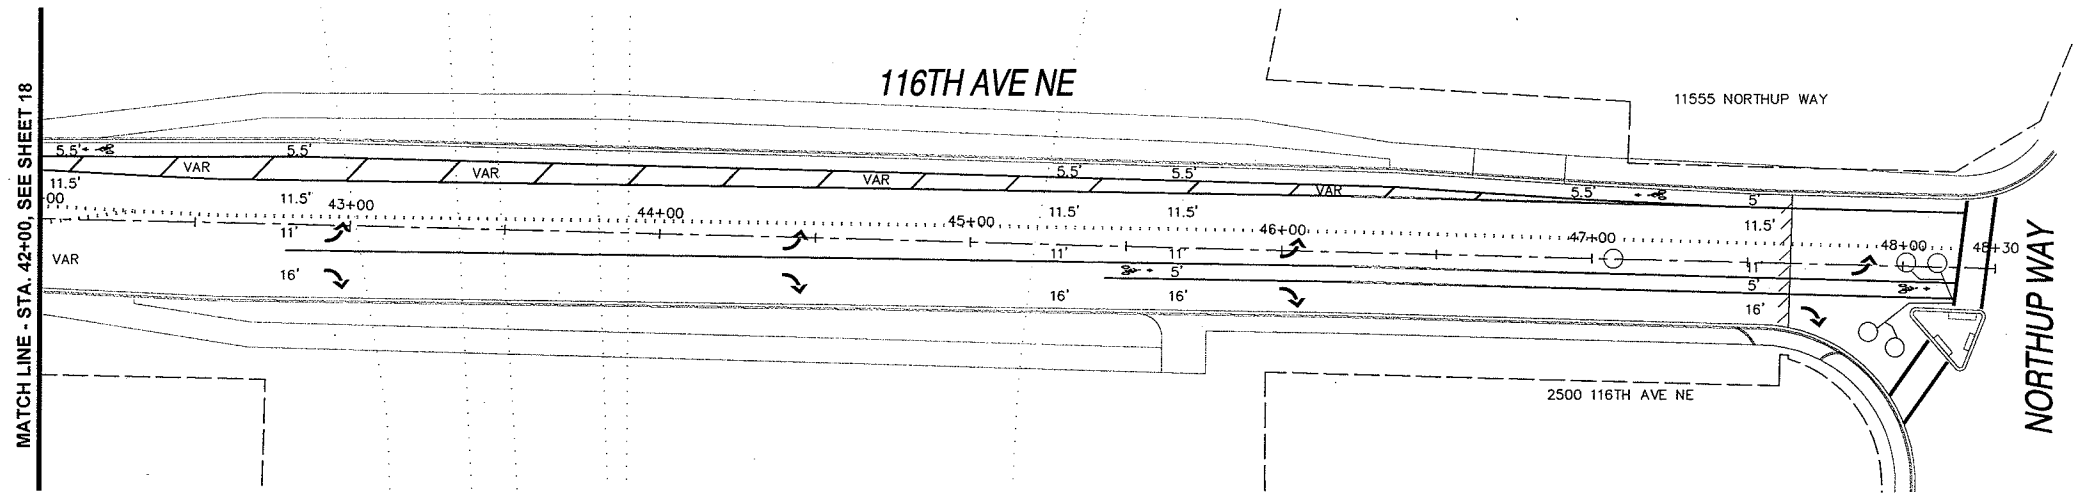 MATCH LINE - STA. 42+00, SEE SHEET 18
116TH AVE NE
11555 NORTHUP WAY
5.5' 5.5' 5.5' 5.5' 5.5' 5'
VAR VAR VAR VAR
11.5' 11.5' 11.5' 11.5' 11.5'
00 43+00 44+00 45+00 46+00 47+00 48+00 48+30
11' 11' 11' 11'
VAR
5' 5'
16' 16' 16' 16'
2500 116TH AVE NE
NORTHUP WAY